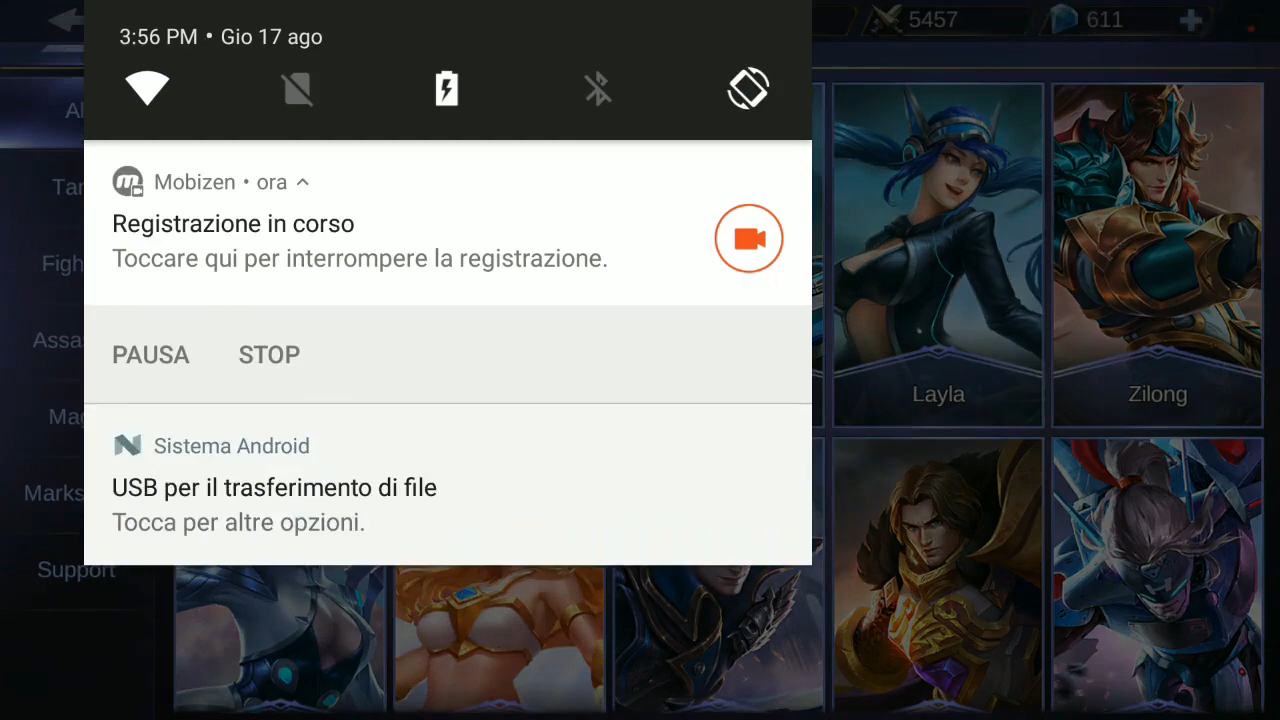 3:56 PM • Gio 17 ago
5457
611
Mobizen • ora
Registrazione in corso
Toccare qui per interrompere la registrazione.
PAUSA STOP
Sistema Android
USB per il trasferimento di file
Tocca per altre opzioni.
Al
Tan
Figh
Assa
Mag
Marks
Support
Layla
Zilong